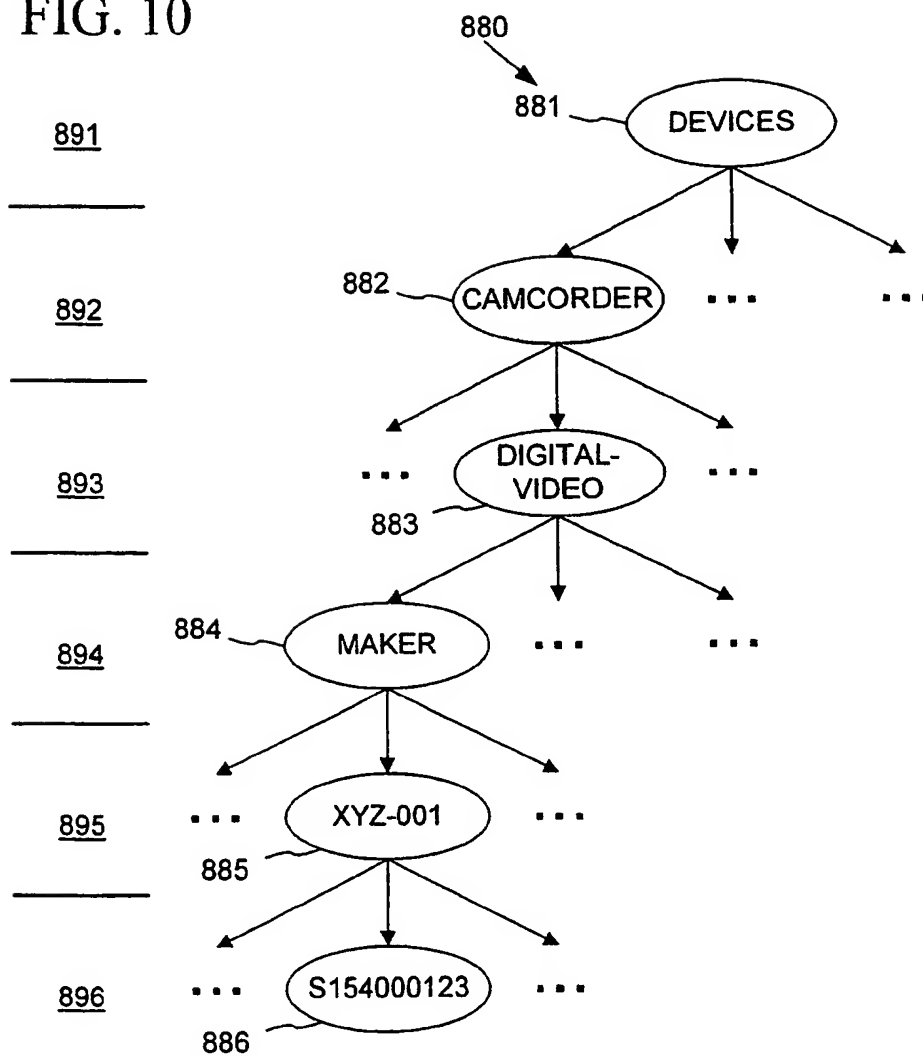 FIG. 10
880
881
DEVICES
891
882
CAMCORDER
... ...
892
893
...
DIGITAL-
VIDEO
...
883
884
MAKER
... ...
894
895
...
XYZ-001
...
885
896
...
S154000123
...
886